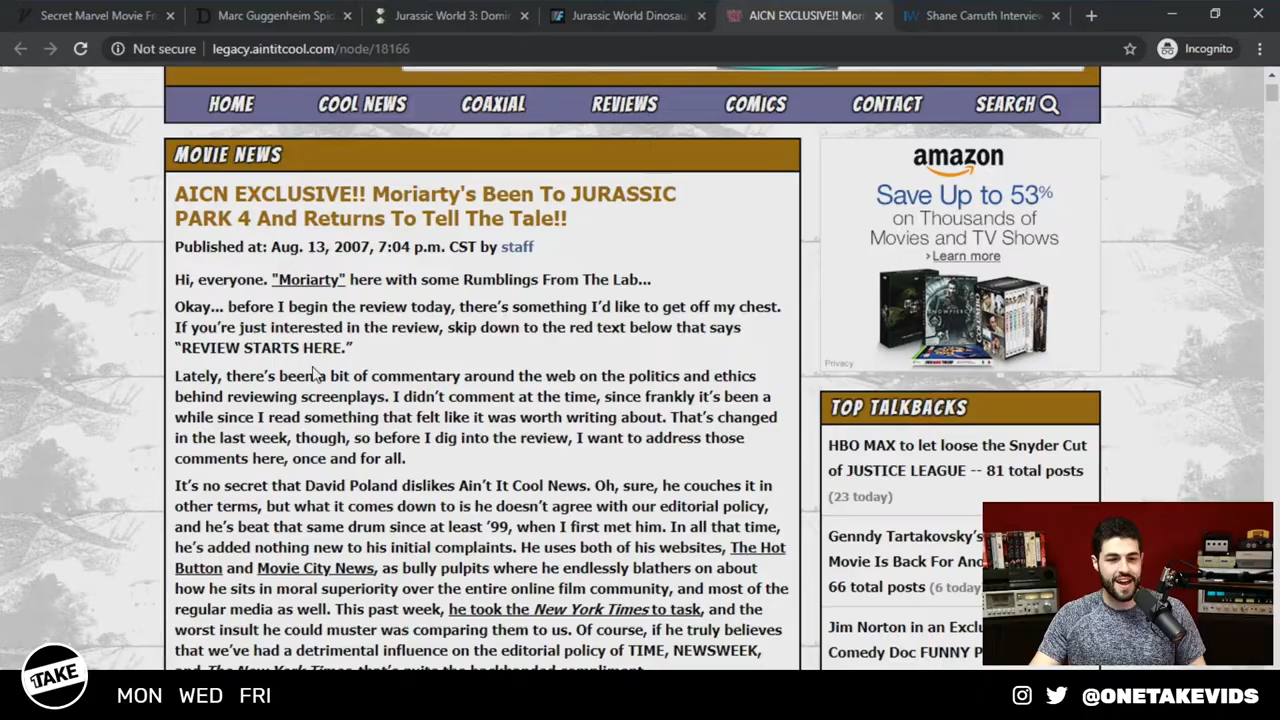 Secret Marvel Movie Fr
Marc Guggenheim Spid
Jurassic World 3: Domi
Jurassic World Dinosau
AICN EXCLUSIVE!! Mori
Shane Carruth Interview
Not secure
legacy.aintitcool.com/node/18166
Incognito
HOME
COOL NEWS
COAXIAL
REVIEWS
COMICS
CONTACT
SEARCH
MOVIE NEWS
AICN EXCLUSIVE!! Moriarty's Been To JURASSIC
PARK 4 And Returns To Tell The Tale!!
Published at: Aug. 13, 2007, 7:04 p.m. CST by staff
Hi, everyone. "Moriarty" here with some Rumblings From The Lab...
Okay... before I begin the review today, there's something I'd like to get off my chest.
If you're just interested in the review, skip down to the red text below that says
“REVIEW STARTS HERE.”
Lately, there's been a bit of commentary around the web on the politics and ethics
behind reviewing screenplays. I didn't comment at the time, since frankly it's been a
while since I read something that felt like it was worth writing about. That's changed
in the last week, though, so before I dig into the review, I want to address those
comments here, once and for all.
It's no secret that David Poland dislikes Ain't It Cool News. Oh, sure, he couches it in
other terms, but what it comes down to is he doesn't agree with our editorial policy,
and he's beat that same drum since at least '99, when I first met him. In all that time,
he's added nothing new to his initial complaints. He uses both of his websites, The Hot
Button and Movie City News, as bully pulpits where he endlessly blathers on about
how he sits in moral superiority over the entire online film community, and most of the
regular media as well. This past week, he took the New York Times to task, and the
worst insult he could muster was comparing them to us. Of course, if he truly believes
that we've had a detrimental influence on the editorial policy of TIME, NEWSWEEK,
and The New York Times that's quite the backhanded compliment
amazon
Save Up to 53%
on Thousands of
Movies and TV Shows
›Learn more
Privacy
TOP TALKBACKS
HBO MAX to let loose the Snyder Cut
of JUSTICE LEAGUE -- 81 total posts
(23 today)
Genndy Tartakovsky's
Movie Is Back For Ano
66 total posts (6 today)
Jim Norton in an Exclu
Comedy Doc FUNNY P
TAKE
MON WED FRI
@ONETAKEVIDS